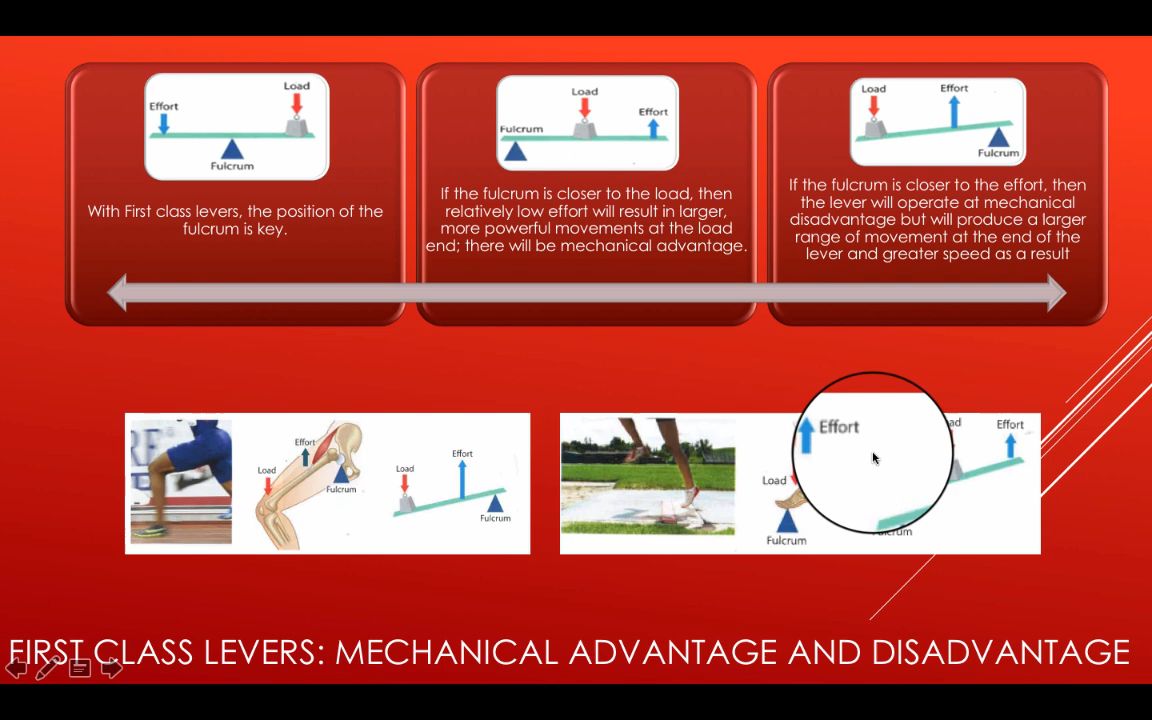 Effort
Load
Fulcrum
With First class levers, the position of the
fulcrum is key.
Load
Effort
Fulcrum
If the fulcrum is closer to the load, then
relatively low effort will result in larger,
more powerful movements at the load
end; there will be mechanical advantage.
Load
Effort
Fulcrum
If the fulcrum is closer to the effort, then
the lever will operate at mechanical
disadvantage but will produce a larger
range of movement at the end of the
lever and greater speed as a result
Effort
Load
Fulcrum
Load
Effort
Fulcrum
Effort
Load
Fulcrum
Effort
FIRST CLASS LEVERS: MECHANICAL ADVANTAGE AND DISADVANTAGE